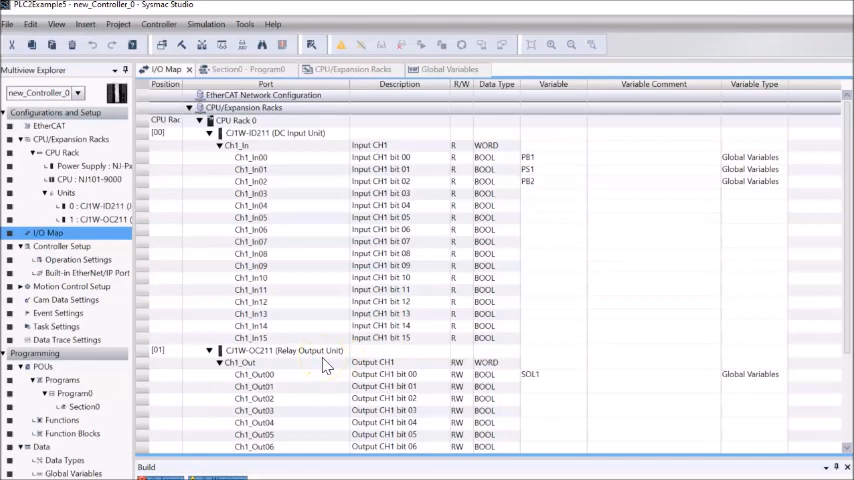 PLC2Example5 - new_Controller_0 - Sysmac Studio
File Edit View Insert Project Controller Simulation Tools Help
Multiview Explorer
new_Controller_0
Configurations and Setup
EtherCAT
CPU/Expansion Racks
CPU Rack
Power Supply : NJ-Px
CPU : NJ101-9000
Units
0 : CJ1W-ID211 (I
1 : CJ1W-OC211 (
I/O Map
Controller Setup
Operation Settings
Built-in EtherNet/IP Port
Motion Control Setup
Cam Data Settings
Event Settings
Task Settings
Data Trace Settings
Programming
POUs
Programs
Program0
Section0
Functions
Function Blocks
Data
Data Types
Global Variables
I/O Map Section0 - Program0 CPU/Expansion Racks Global Variables
Position Port Description R/W Data Type Variable Variable Comment Variable Type
EtherCAT Network Configuration
CPU/Expansion Racks
CPU Rac CPU Rack 0
[00] CJ1W-ID211 (DC Input Unit)
Ch1_In Input CH1 R WORD
Ch1_In00 Input CH1 bit 00 R BOOL PB1 Global Variables
Ch1_In01 Input CH1 bit 01 R BOOL PS1 Global Variables
Ch1_In02 Input CH1 bit 02 R BOOL PB2 Global Variables
Ch1_In03 Input CH1 bit 03 R BOOL
Ch1_In04 Input CH1 bit 04 R BOOL
Ch1_In05 Input CH1 bit 05 R BOOL
Ch1_In06 Input CH1 bit 06 R BOOL
Ch1_In07 Input CH1 bit 07 R BOOL
Ch1_In08 Input CH1 bit 08 R BOOL
Ch1_In09 Input CH1 bit 09 R BOOL
Ch1_In10 Input CH1 bit 10 R BOOL
Ch1_In11 Input CH1 bit 11 R BOOL
Ch1_In12 Input CH1 bit 12 R BOOL
Ch1_In13 Input CH1 bit 13 R BOOL
Ch1_In14 Input CH1 bit 14 R BOOL
Ch1_In15 Input CH1 bit 15 R BOOL
[01] CJ1W-OC211 (Relay Output Unit)
Ch1_Out Output CH1 RW WORD
Ch1_Out00 Output CH1 bit 00 RW BOOL SOL1 Global Variables
Ch1_Out01 Output CH1 bit 01 RW BOOL
Ch1_Out02 Output CH1 bit 02 RW BOOL
Ch1_Out03 Output CH1 bit 03 RW BOOL
Ch1_Out04 Output CH1 bit 04 RW BOOL
Ch1_Out05 Output CH1 bit 05 RW BOOL
Ch1_Out06 Output CH1 bit 06 RW BOOL
Build